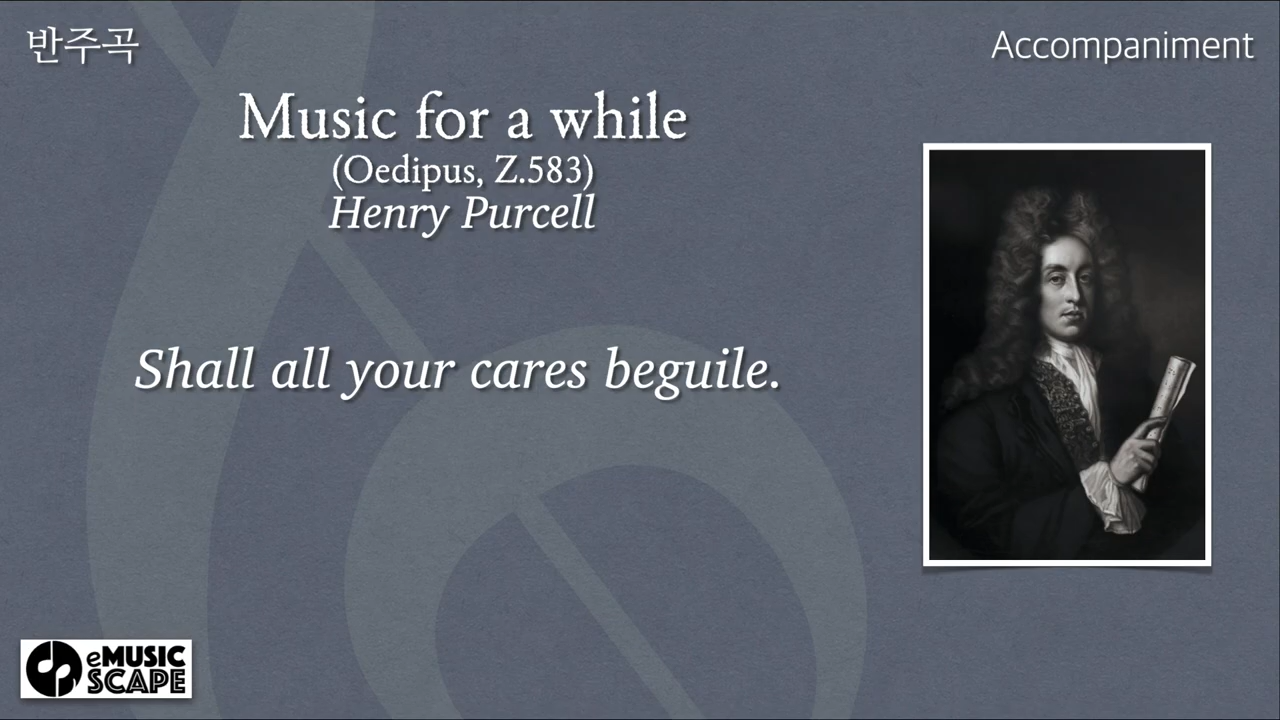 반주곡
Accompaniment
Music for a while
(Oedipus, Z.583)
Henry Purcell
Shall all your cares beguile.
eMUSIC
SCAPE